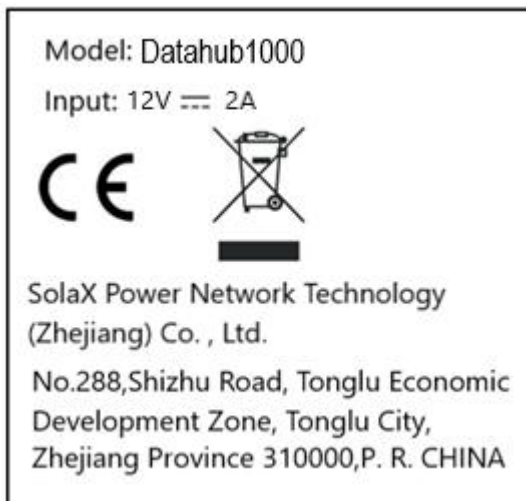 Model: Datahub1000
Input: 12V ⎓ 2A
CE
SolaX Power Network Technology
(Zhejiang) Co. , Ltd.
No.288,Shizhu Road, Tonglu Economic
Development Zone, Tonglu City,
Zhejiang Province 310000,P. R. CHINA